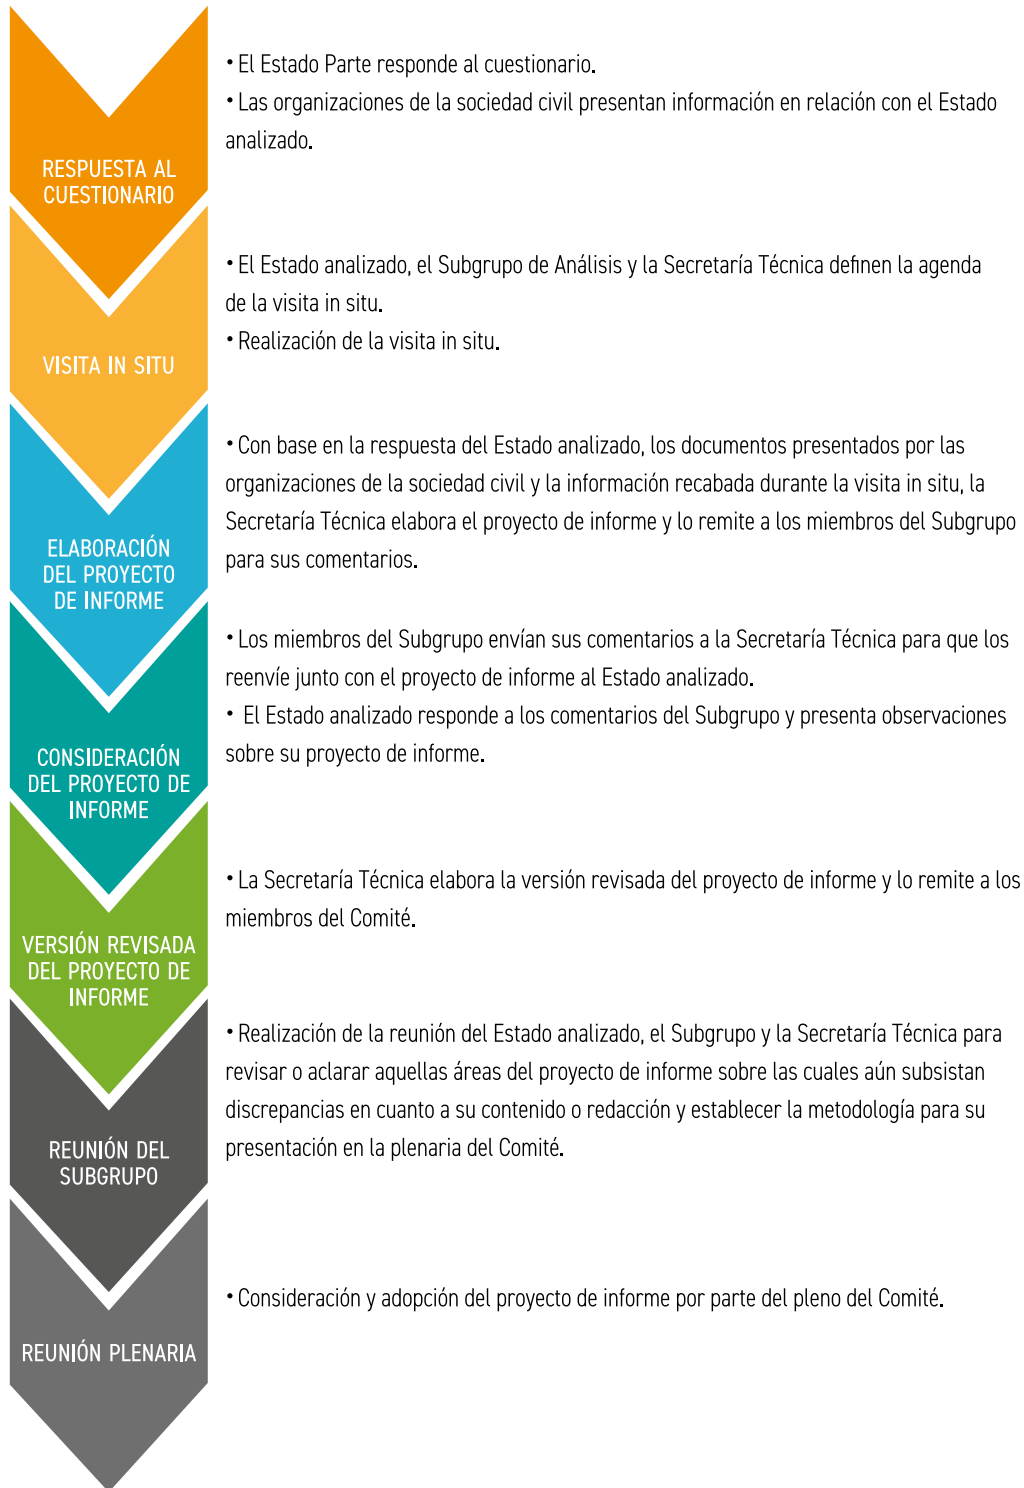 RESPUESTA AL
CUESTIONARIO
• El Estado Parte responde al cuestionario.
• Las organizaciones de la sociedad civil presentan información en relación con el Estado
analizado.
VISITA IN SITU
• El Estado analizado, el Subgrupo de Análisis y la Secretaría Técnica definen la agenda
de la visita in situ.
• Realización de la visita in situ.
ELABORACIÓN
DEL PROYECTO
DE INFORME
• Con base en la respuesta del Estado analizado, los documentos presentados por las
organizaciones de la sociedad civil y la información recabada durante la visita in situ, la
Secretaría Técnica elabora el proyecto de informe y lo remite a los miembros del Subgrupo
para sus comentarios.
CONSIDERACIÓN
DEL PROYECTO DE
INFORME
• Los miembros del Subgrupo envían sus comentarios a la Secretaría Técnica para que los
reenvíe junto con el proyecto de informe al Estado analizado.
• El Estado analizado responde a los comentarios del Subgrupo y presenta observaciones
sobre su proyecto de informe.
VERSIÓN REVISADA
DEL PROYECTO DE
INFORME
• La Secretaría Técnica elabora la versión revisada del proyecto de informe y lo remite a los
miembros del Comité.
REUNIÓN DEL
SUBGRUPO
• Realización de la reunión del Estado analizado, el Subgrupo y la Secretaría Técnica para
revisar o aclarar aquellas áreas del proyecto de informe sobre las cuales aún subsistan
discrepancias en cuanto a su contenido o redacción y establecer la metodología para su
presentación en la plenaria del Comité.
REUNIÓN PLENARIA
• Consideración y adopción del proyecto de informe por parte del pleno del Comité.